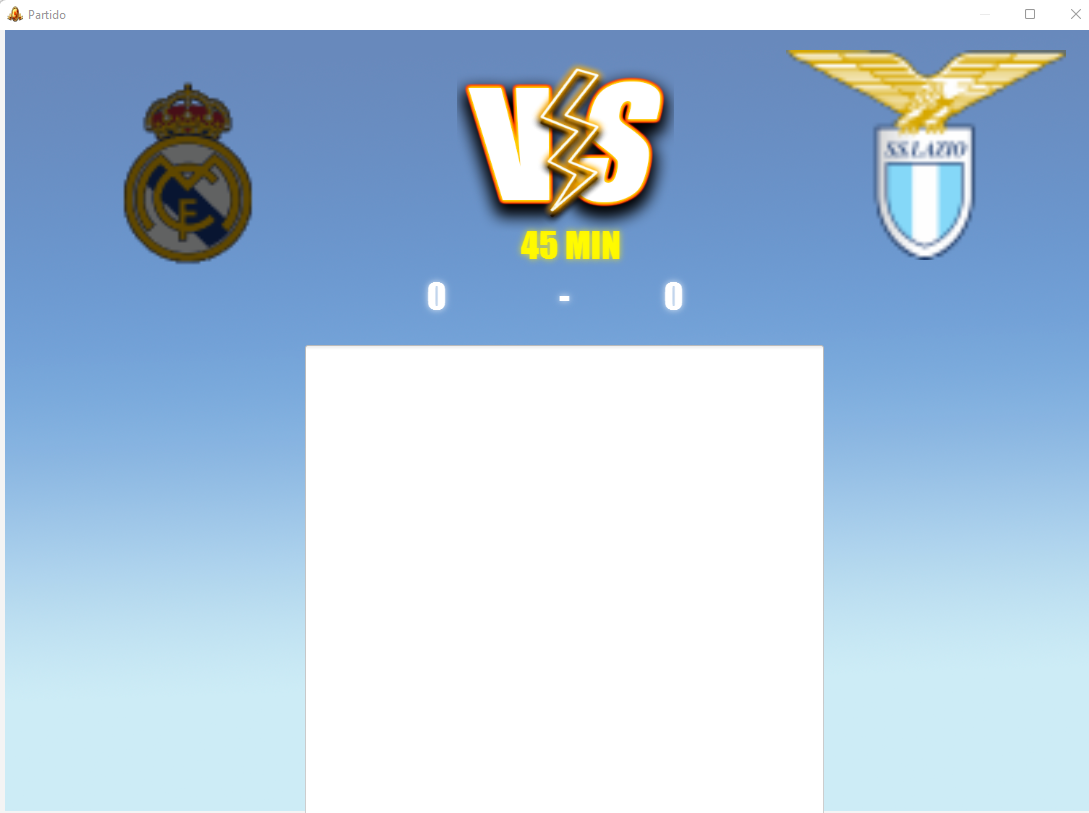 Partido
VS
S.S. LAZIO
45 MIN
0 - 0